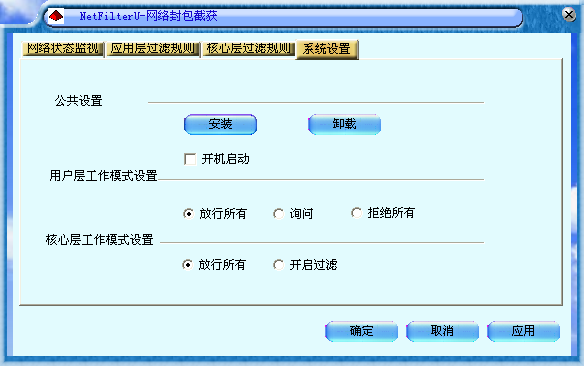 NetFilterU-网络封包截获
网络状态监视 应用层过滤规则 核心层过滤规则 系统设置
公共设置
安装 卸载
开机启动
用户层工作模式设置
放行所有 询问 拒绝所有
核心层工作模式设置
放行所有 开启过滤
确定 取消 应用